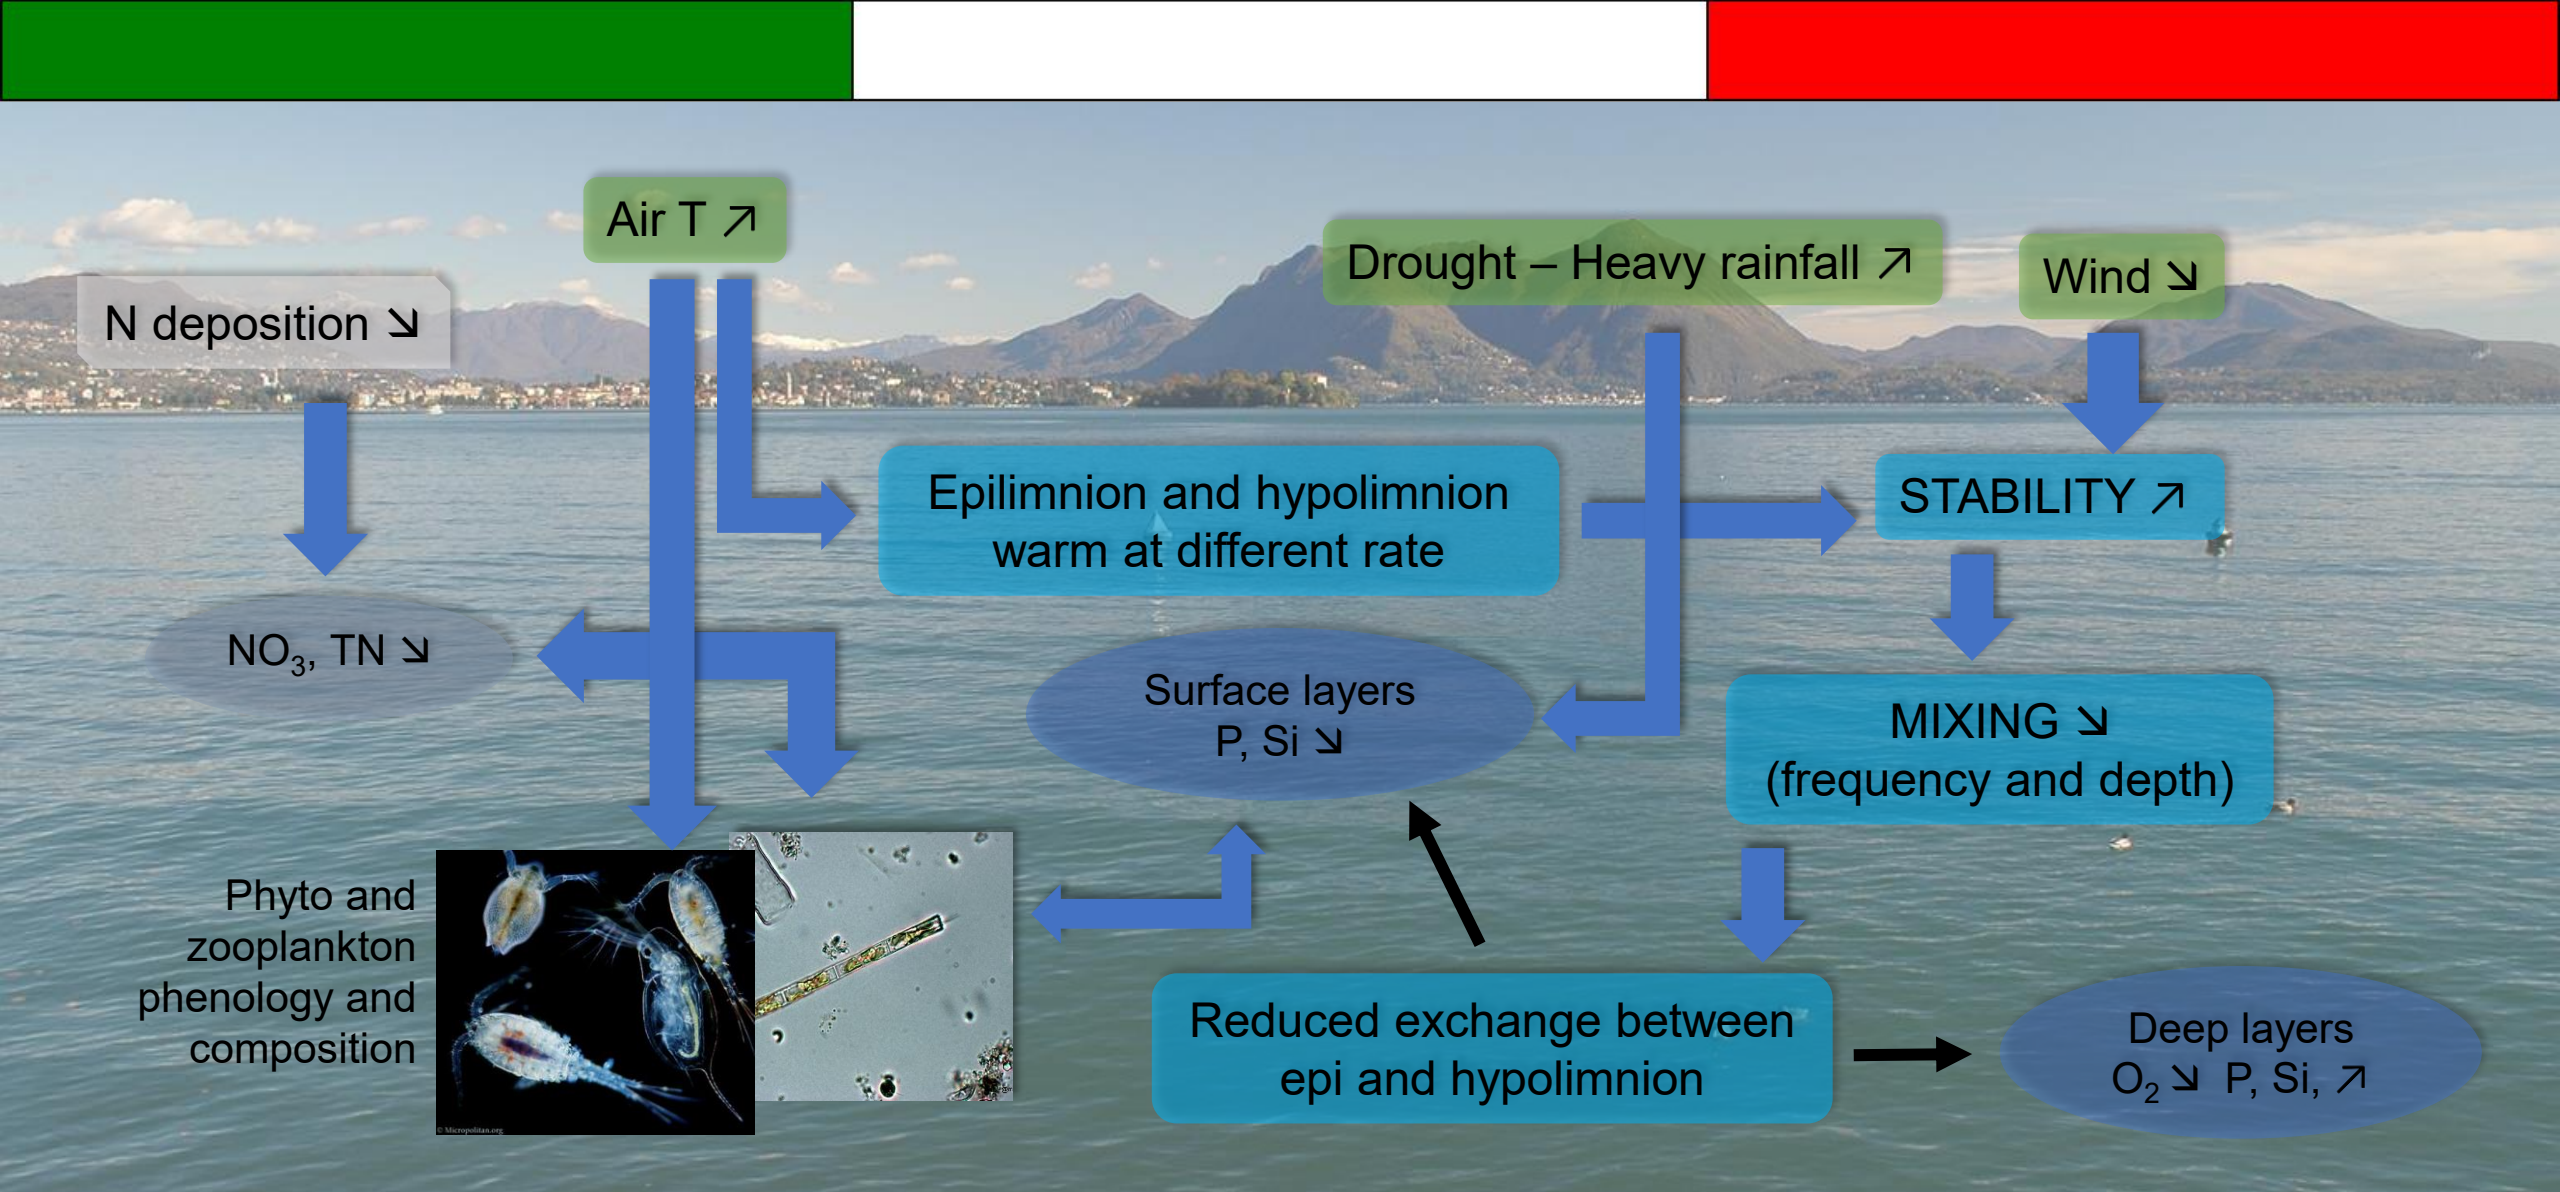 Air T ↗
Drought – Heavy rainfall ↗
Wind ↘
N deposition ↘
Epilimnion and hypolimnion
warm at different rate
STABILITY ↗
NO₃, TN ↘
Surface layers
P, Si ↘
MIXING ↘
(frequency and depth)
Phyto and
zooplankton
phenology and
composition
Reduced exchange between
epi and hypolimnion
Deep layers
O₂ ↘ P, Si, ↗
© Micropolitan.org